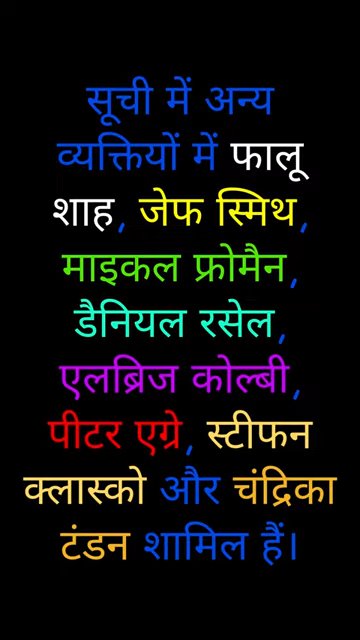 सूची में अन्य
व्यक्तियों में फालू
शाह, जेफ स्मिथ,
माइकल फ्रोमैन,
डैनियल रसेल,
एलब्रिज कोल्बी,
पीटर एग्रे, स्टीफन
क्लास्को और चंद्रिका
टंडन शामिल हैं।